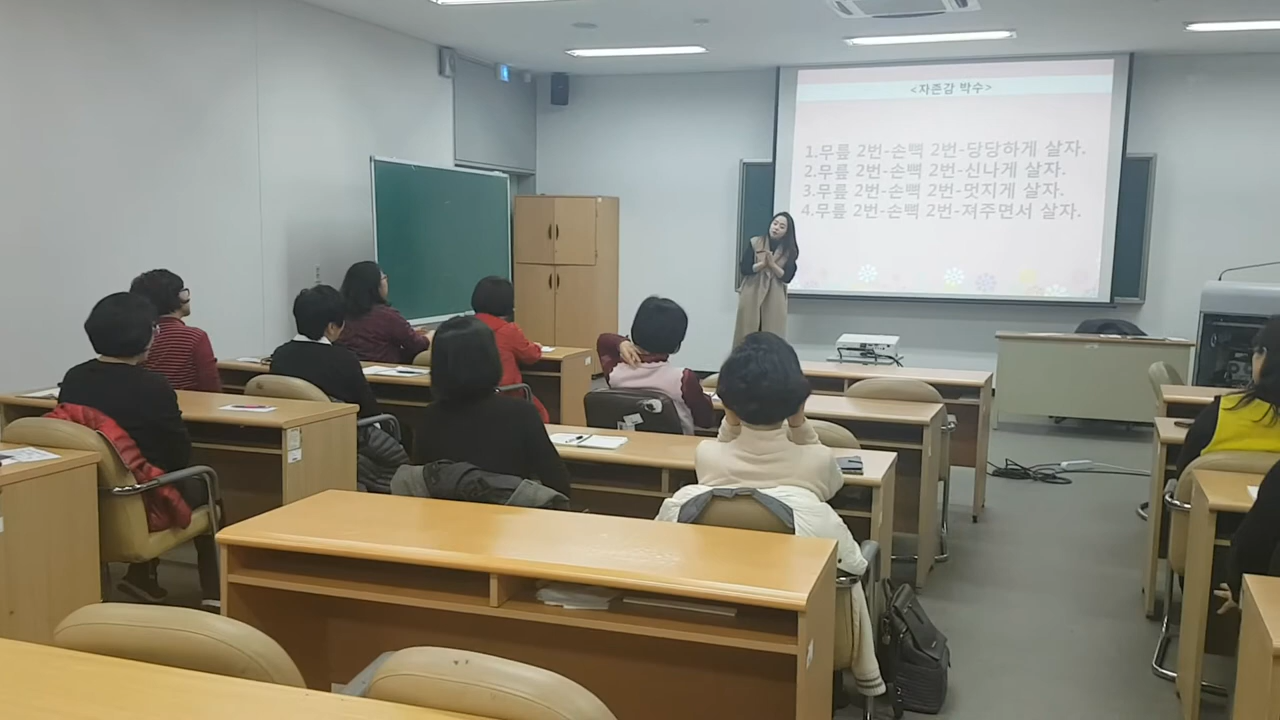 <자존감 박수>
1.무릎 2번-손뼉 2번-당당하게 살자.
2.무릎 2번-손뼉 2번-신나게 살자.
3.무릎 2번-손뼉 2번-멋지게 살자.
4.무릎 2번-손뼉 2번-져주면서 살자.